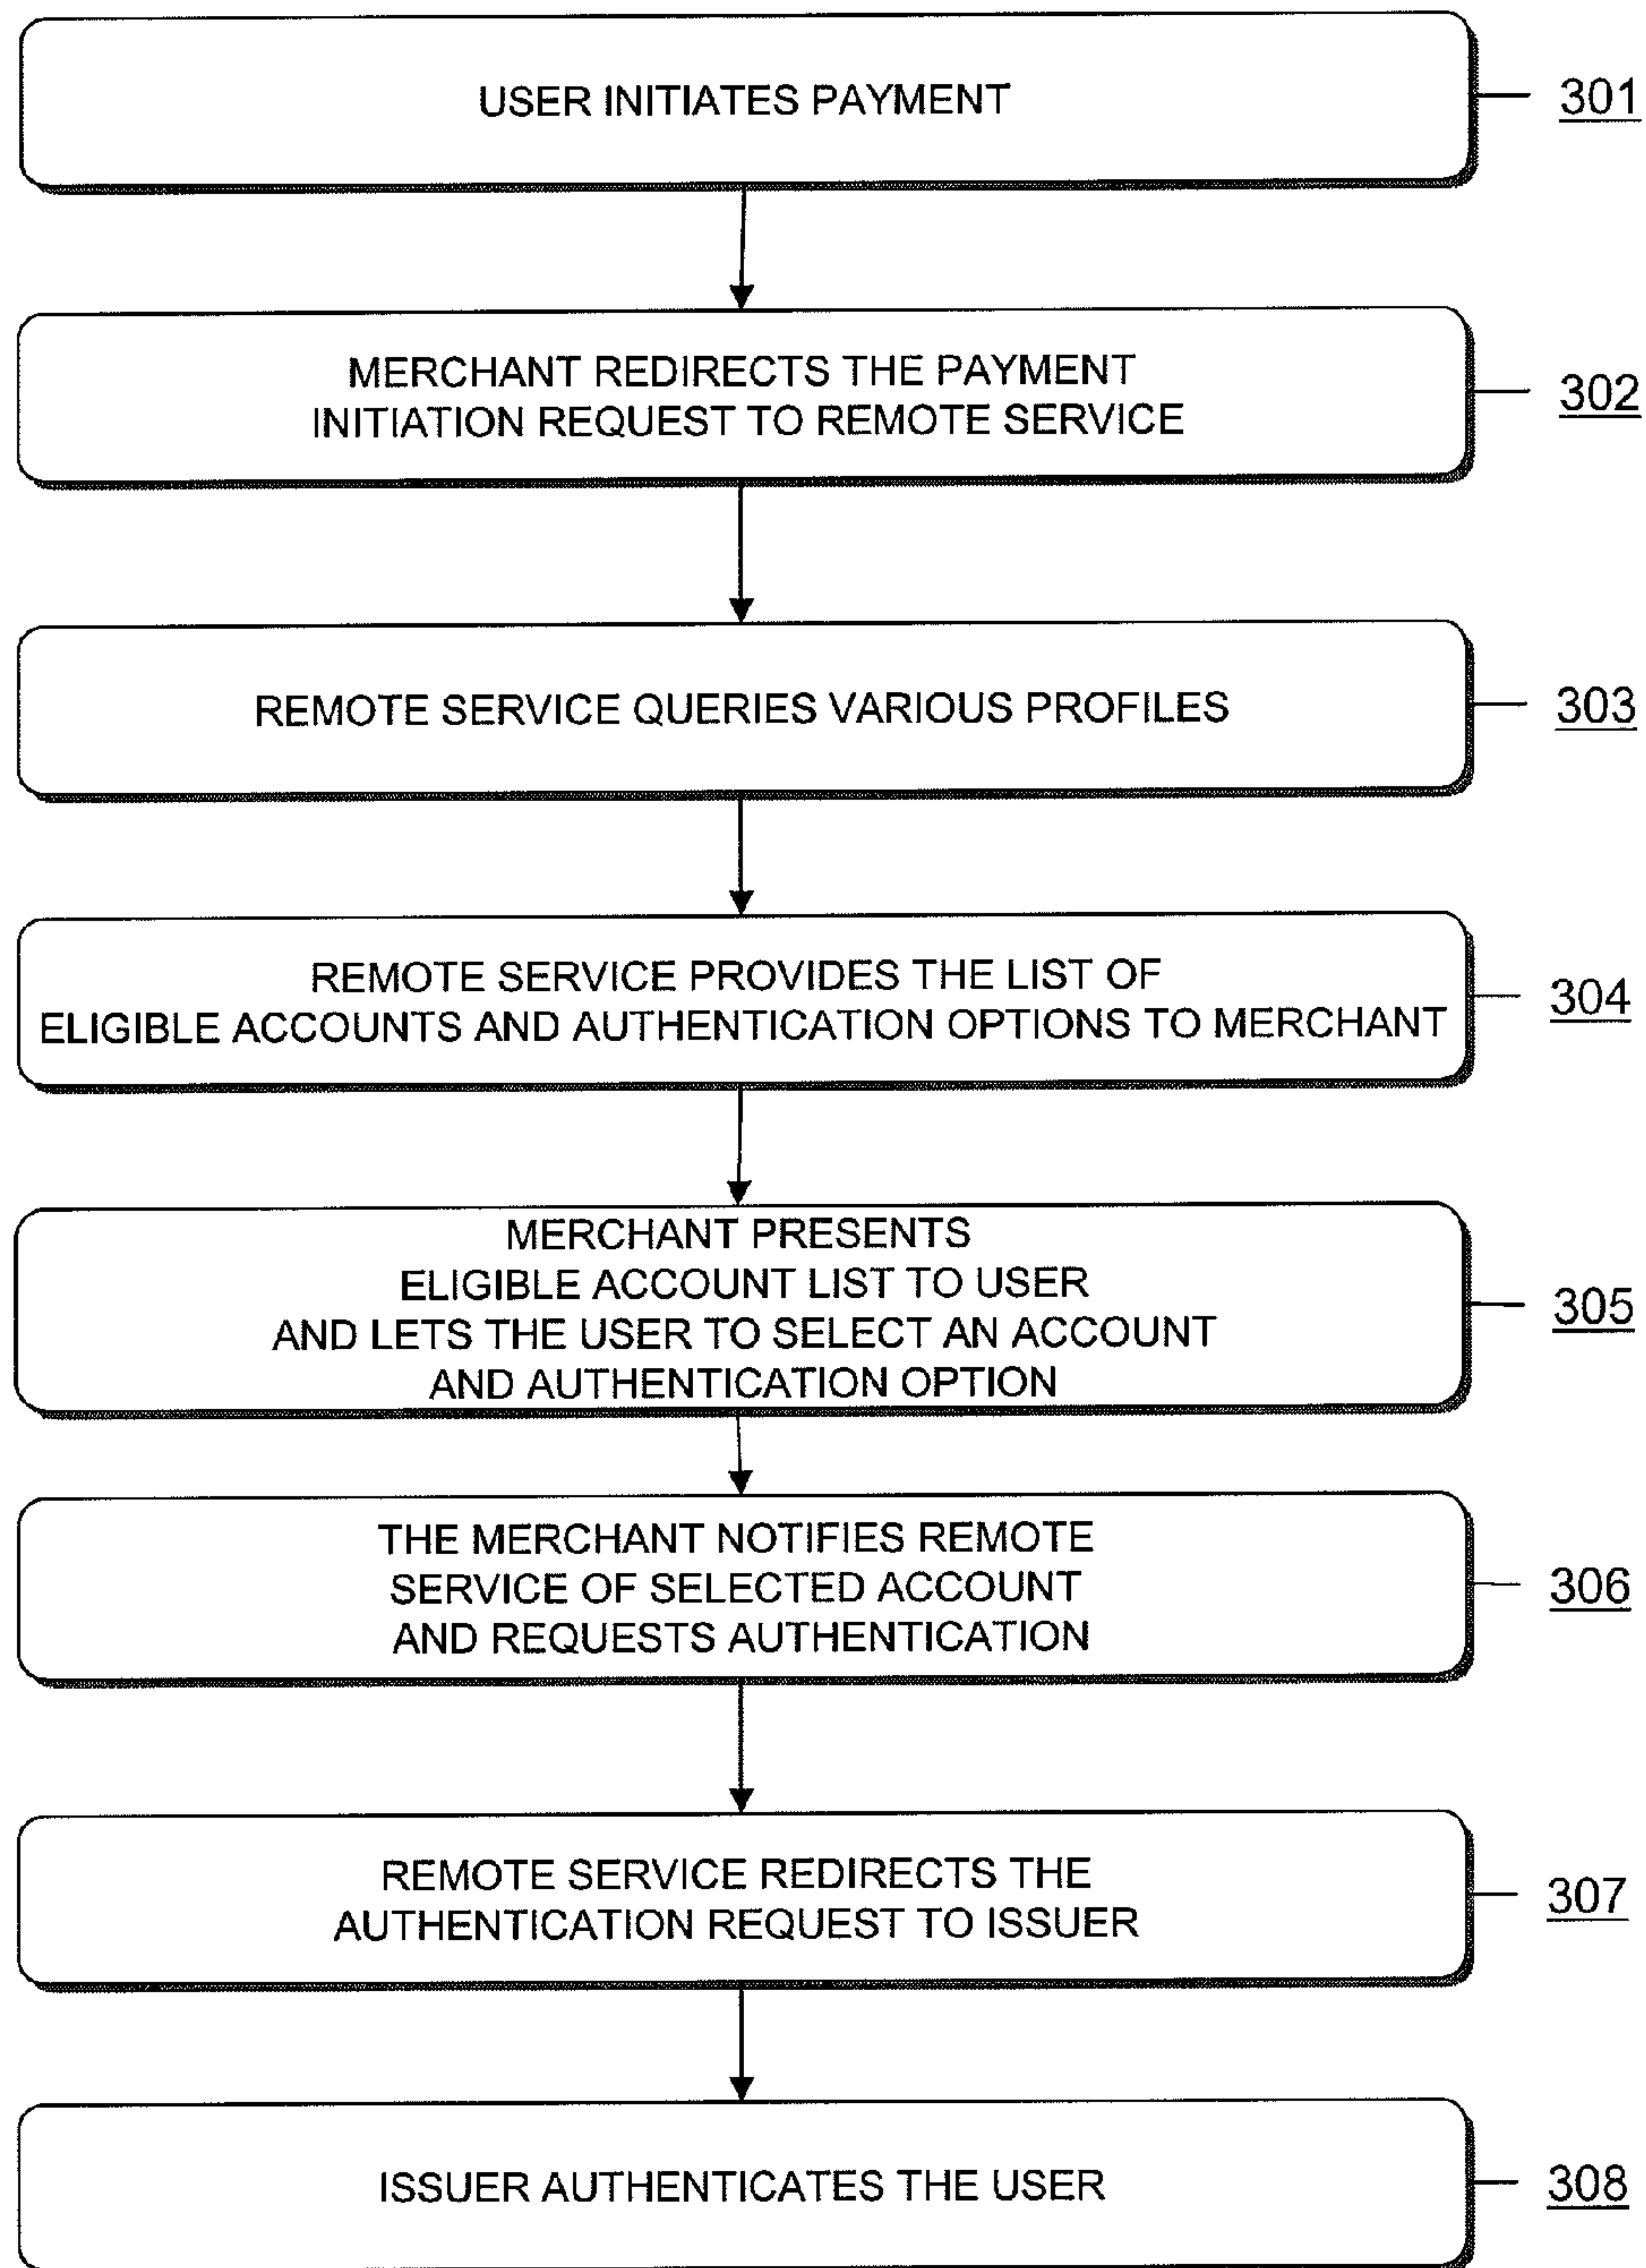 USER INITIATES PAYMENT
301
MERCHANT REDIRECTS THE PAYMENT
INITIATION REQUEST TO REMOTE SERVICE
302
REMOTE SERVICE QUERIES VARIOUS PROFILES
303
REMOTE SERVICE PROVIDES THE LIST OF
ELIGIBLE ACCOUNTS AND AUTHENTICATION OPTIONS TO MERCHANT
304
MERCHANT PRESENTS
ELIGIBLE ACCOUNT LIST TO USER
AND LETS THE USER TO SELECT AN ACCOUNT
AND AUTHENTICATION OPTION
305
THE MERCHANT NOTIFIES REMOTE
SERVICE OF SELECTED ACCOUNT
AND REQUESTS AUTHENTICATION
306
REMOTE SERVICE REDIRECTS THE
AUTHENTICATION REQUEST TO ISSUER
307
ISSUER AUTHENTICATES THE USER
308